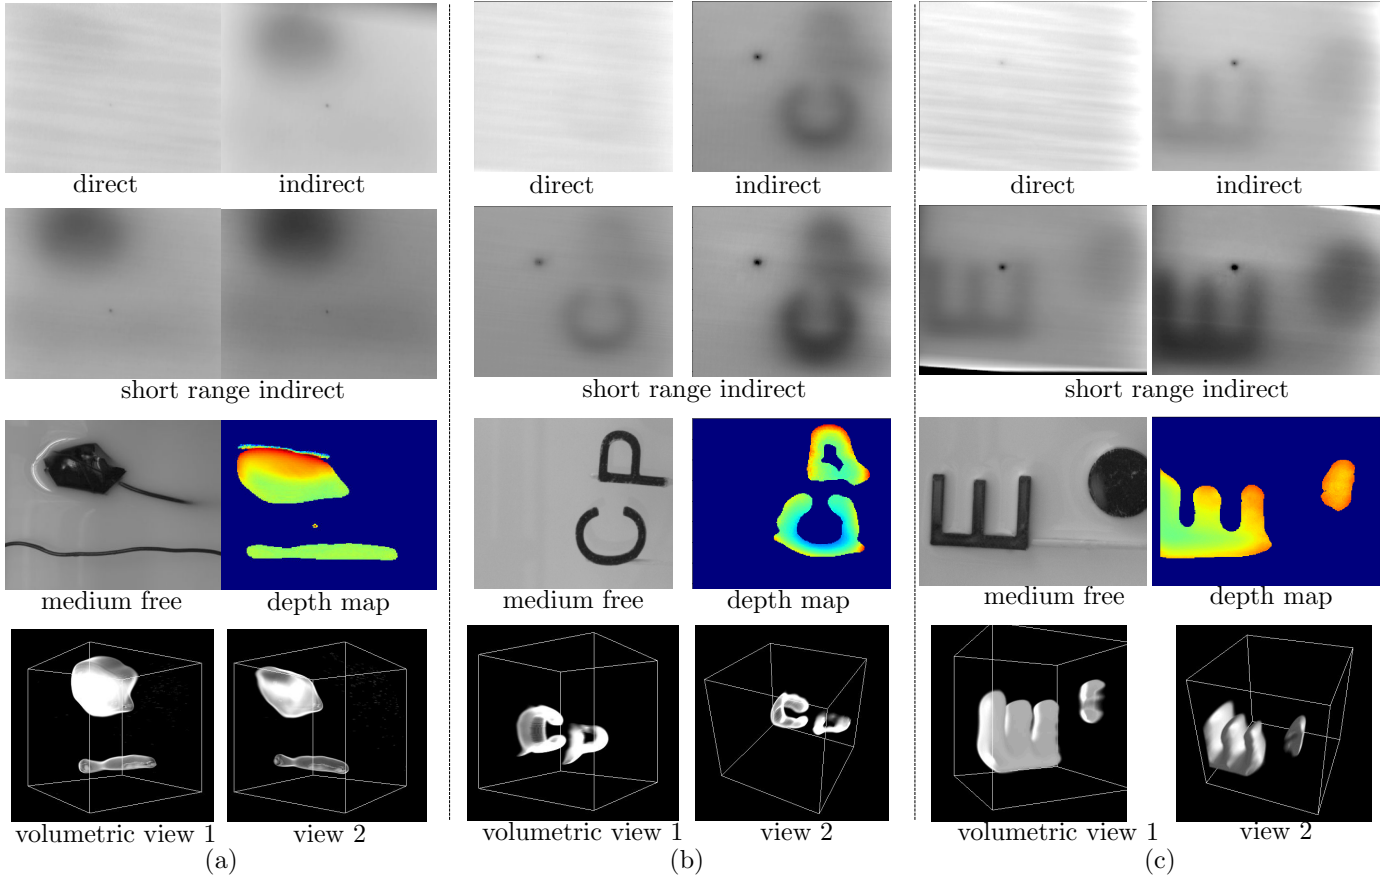 direct indirect
short range indirect
medium free depth map
volumetric view 1 view 2
(a)
direct indirect
short range indirect
P
C
medium free depth map
volumetric view 1 view 2
(b)
direct indirect
short range indirect
E
medium free depth map
volumetric view 1 view 2
(c)